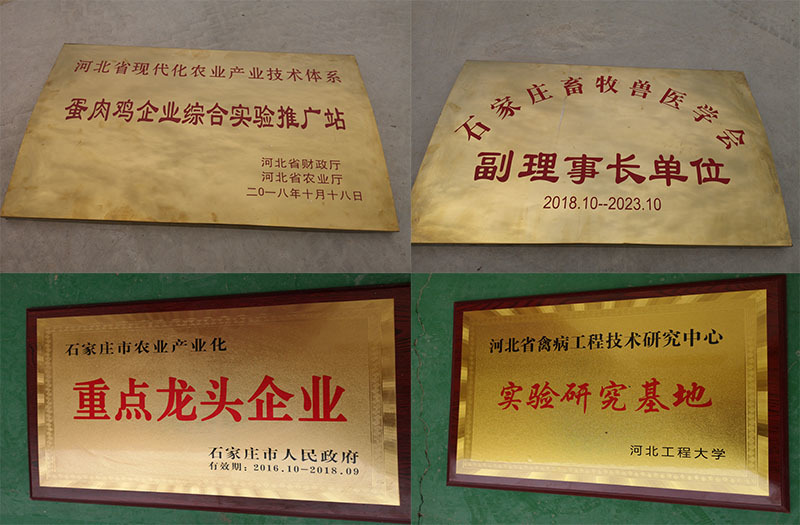 河北省现代化农业产业技术体系
蛋肉鸡企业综合实验推广站
河北省财政厅
河北省农业厅
二〇一八年十月十八日
石家庄畜牧兽医学会
副理事长单位
2018.10--2023.10
石家庄市农业产业化
重点龙头企业
石家庄市人民政府
有效期：2016.10-2018.09
河北省禽病工程技术研究中心
实验研究基地
河北工程大学